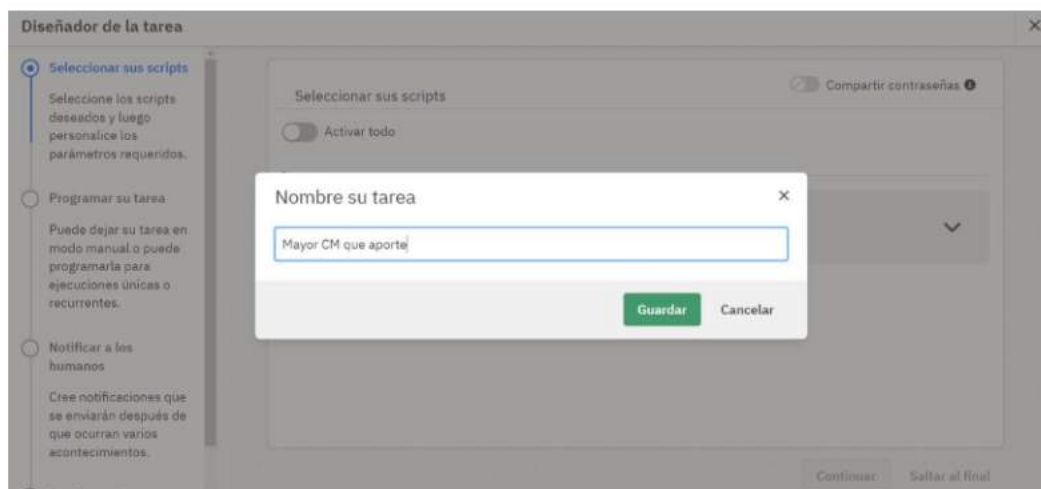 Diseñador de la tarea
Seleccionar sus scripts
Seleccione los scripts
deseados y luego
personalice los
parámetros requeridos.
Programar su tarea
Puede dejar su tarea en
modo manual o puede
programarla para
ejecuciones únicas o
recurrentes.
Notificar a los
humanos
Cree notificaciones que
se enviarán después de
que ocurran varios
acontecimientos.
Seleccionar sus scripts
Compartir contraseñas
Activar todo
Nombre su tarea
Mayor CM que aporte
Guardar
Cancelar
Continuar
Saltar al final